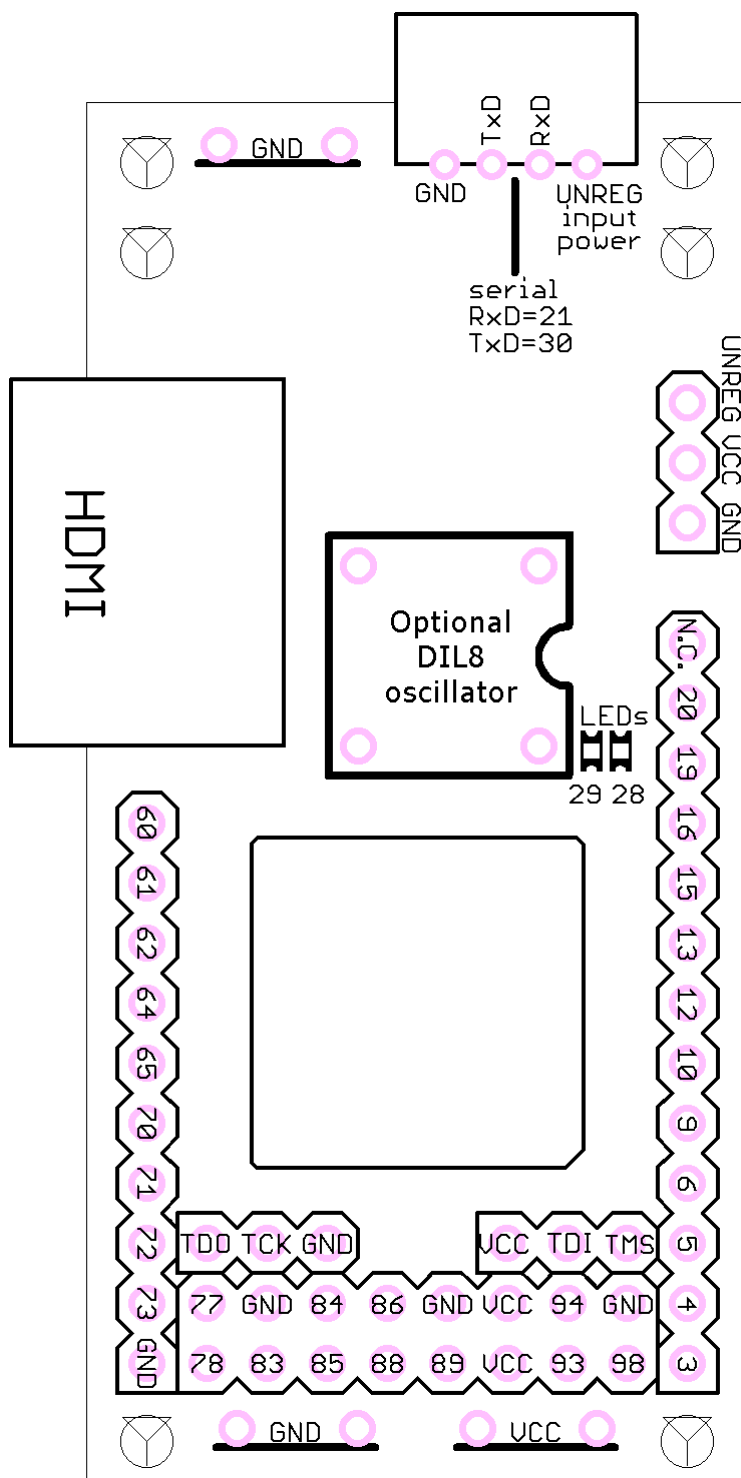 GND
TxD
RxD
GND
UNREG
input
power
serial
RxD=21
TxD=30
UNREG
VCC
GND
HDMI
Optional
DIL8
oscillator
LEDs
29 28
N.C.
20
19
16
15
13
12
10
9
6
5
4
3
60
61
62
64
65
70
71
72
73
GND
TDO TCK GND
VCC TDI TMS
77 GND 84 86 GND VCC 94 GND
78 83 85 88 89 VCC 93 98
GND
VCC